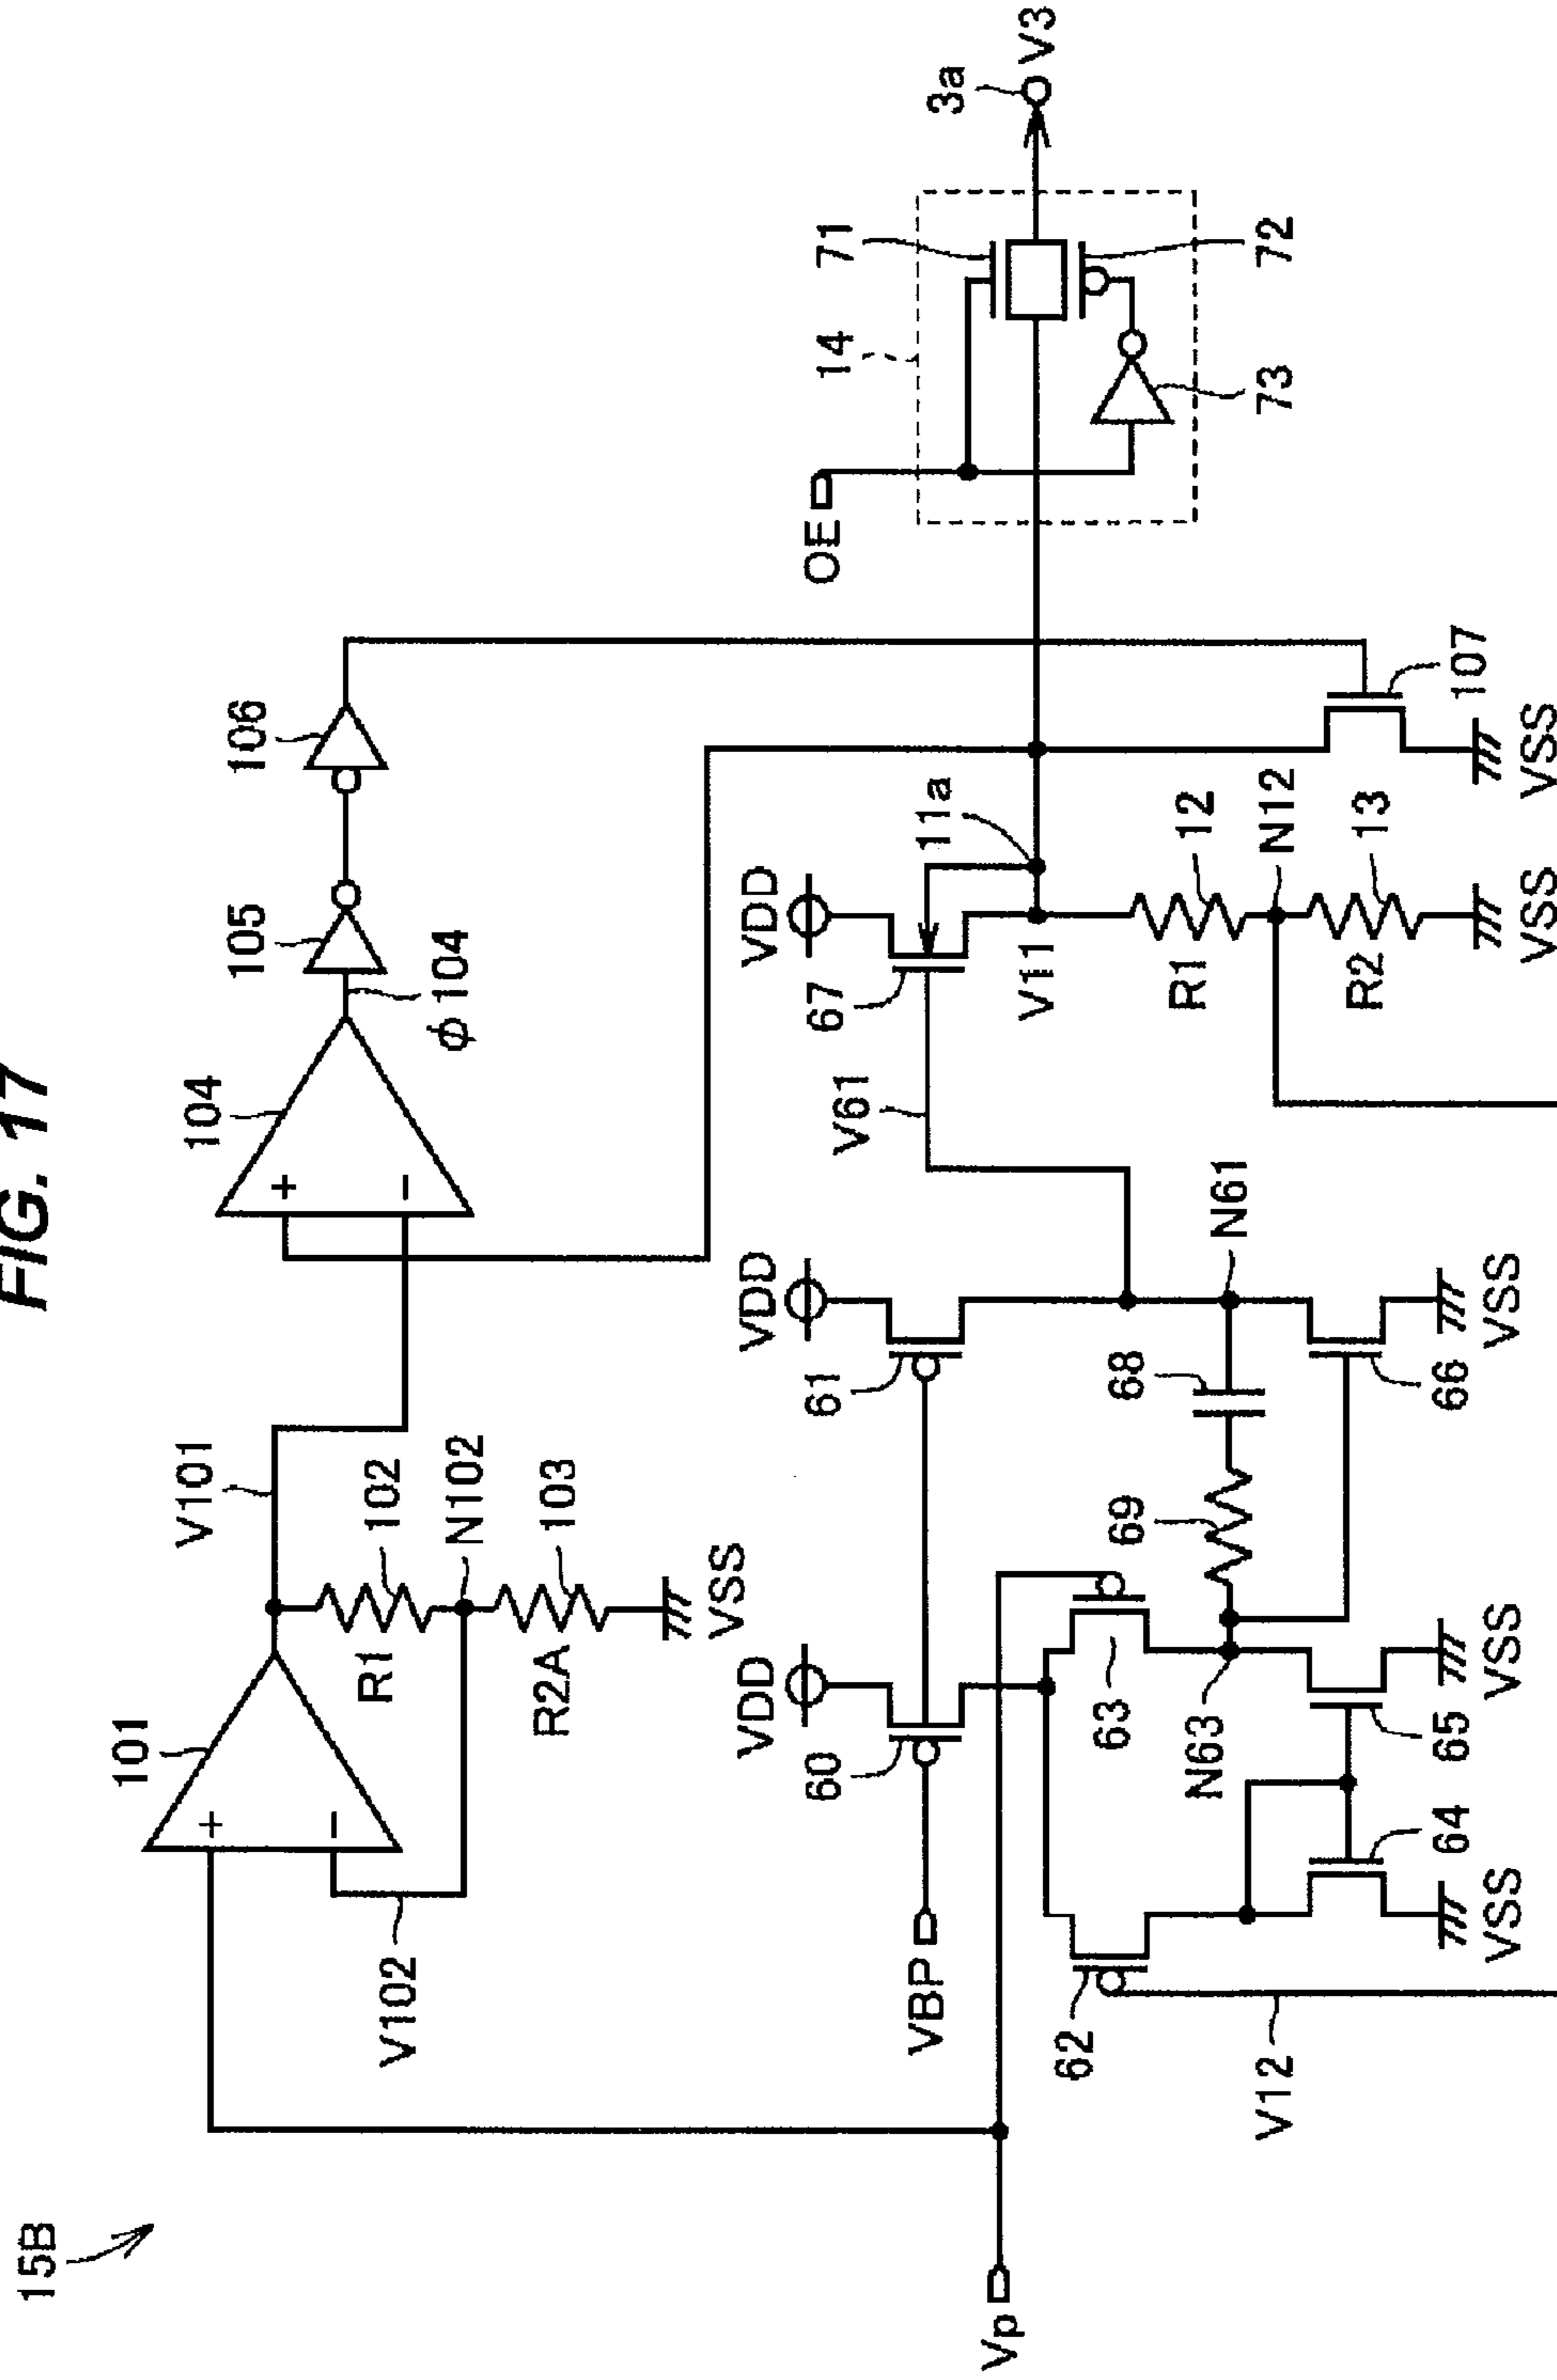 FIG. 17
15B
101
+
−
V102
V101
R1
102
N102
R2A
103
VSS
104
+
−
ϕ104
105
106
Vp
VBP
VDD
60
VDD
61
62
63
V12
N63
64
VSS
65
VSS
69
68
N61
66
VSS
V61
VDD
67
11a
V11
R1
12
N12
R2
13
VSS
107
VSS
OE
14
71
72
73
3a
V3